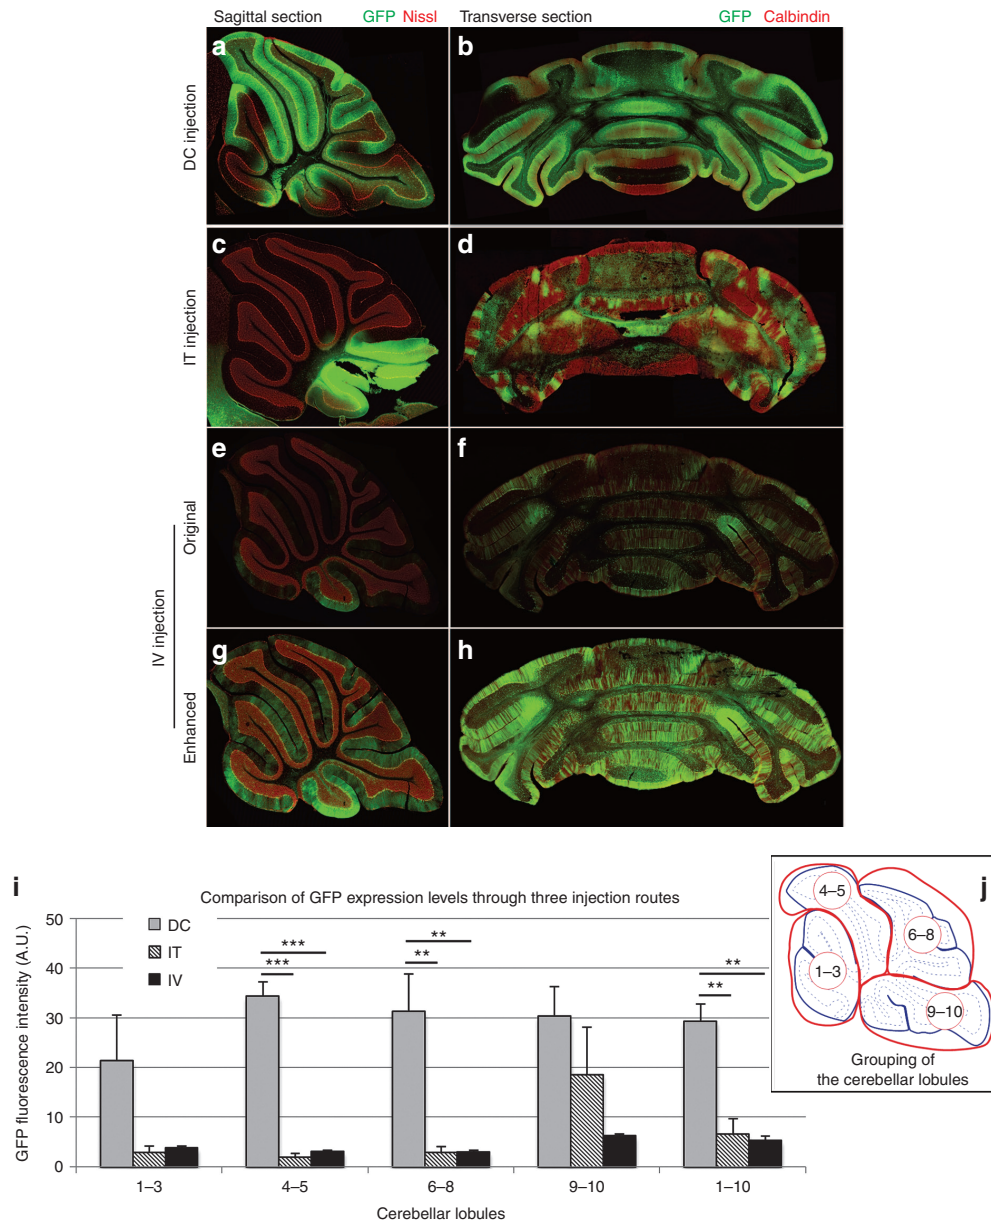 Sagittal section GFP Nissl Transverse section GFP Calbindin
a b
DC injection
c d
IT injection
e f
Original
IV injection
g h
Enhanced
i
Comparison of GFP expression levels through three injection routes
GFP fluorescence intensity (A.U.)
50
40
30
20
10
0
DC
IT
IV
***
***
**
**
**
**
1–3 4–5 6–8 9–10 1–10
Cerebellar lobules
j
4–5
6–8
1–3
9–10
Grouping of
the cerebellar lobules